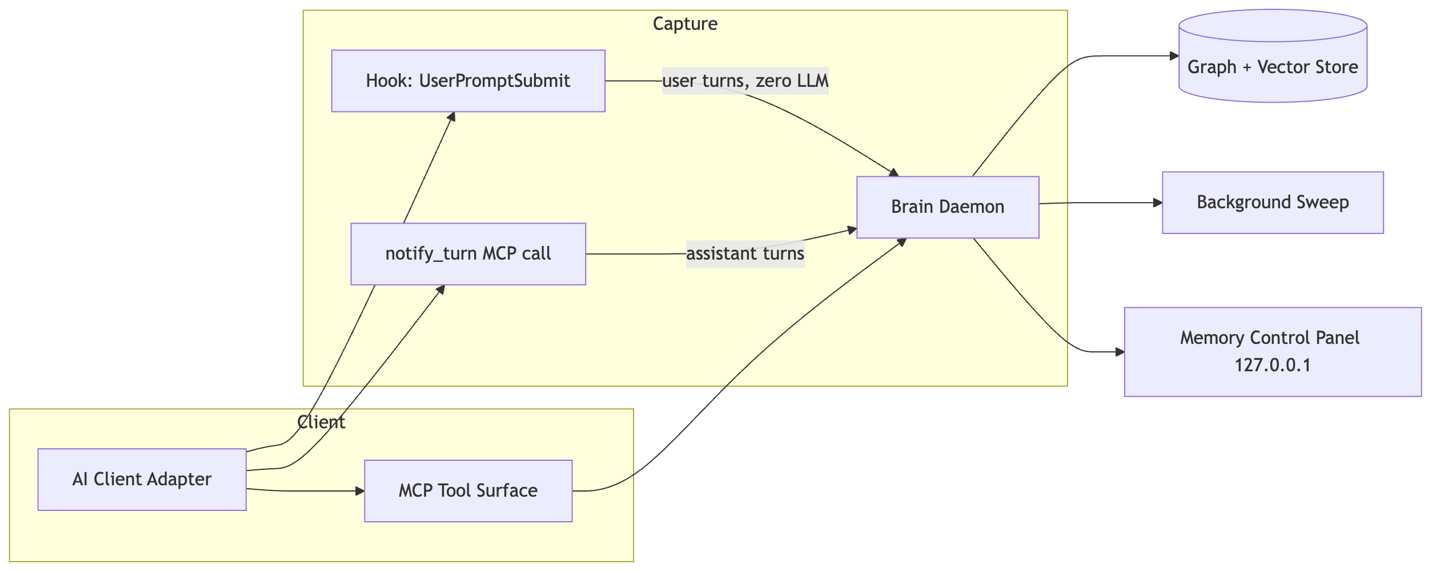 Capture
Hook: UserPromptSubmit
user turns, zero LLM
Graph + Vector Store
Brain Daemon
Background Sweep
notify_turn MCP call
assistant turns
Memory Control Panel
127.0.0.1
Client
AI Client Adapter
MCP Tool Surface